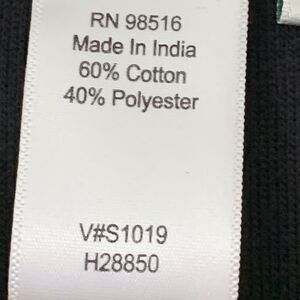 RN 98516
Made In India
60% Cotton
40% Polyester
V#S1019
H28850